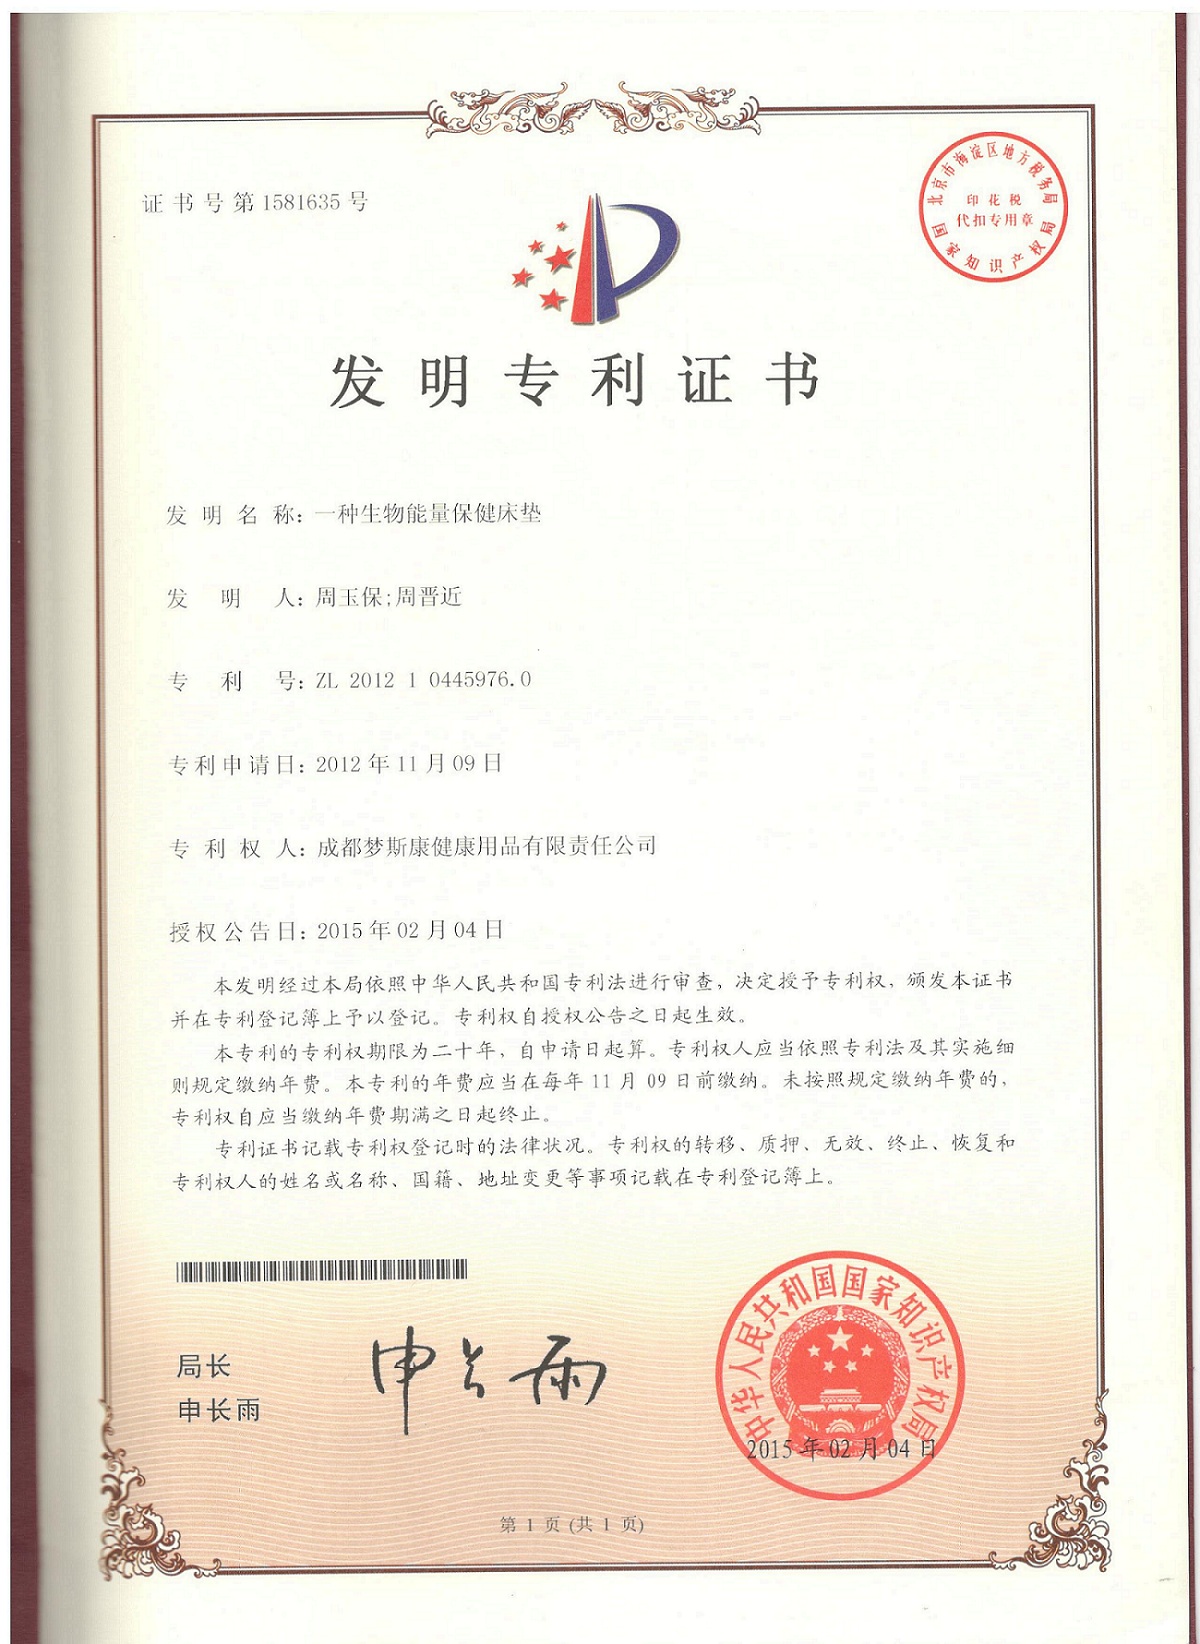 证书号第1581635号
北京市海淀区地方税务局
印花税
代扣专用章
国家知识产权局
发明专利证书
发明名称：一种生物能量保健床垫
发明人：周玉保;周晋近
专利号：ZL 2012 1 0445976.0
专利申请日：2012年11月09日
专利权人：成都梦斯康健康用品有限责任公司
授权公告日：2015年02月04日
本发明经过本局依照中华人民共和国专利法进行审查，决定授予专利权，颁发本证书
并在专利登记簿上予以登记。专利权自授权公告之日起生效。
本专利的专利权期限为二十年，自申请日起算。专利权人应当依照专利法及其实施细
则规定缴纳年费。本专利的年费应当在每年11月09日前缴纳。未按照规定缴纳年费的，
专利权自应当缴纳年费期满之日起终止。
专利证书记载专利权登记时的法律状况。专利权的转移、质押、无效、终止、恢复和
专利权人的姓名或名称、国籍、地址变更等事项记载在专利登记簿上。
局长
申长雨
申长雨
中华人民共和国国家知识产权局
2015年02月04日
第1页(共1页)